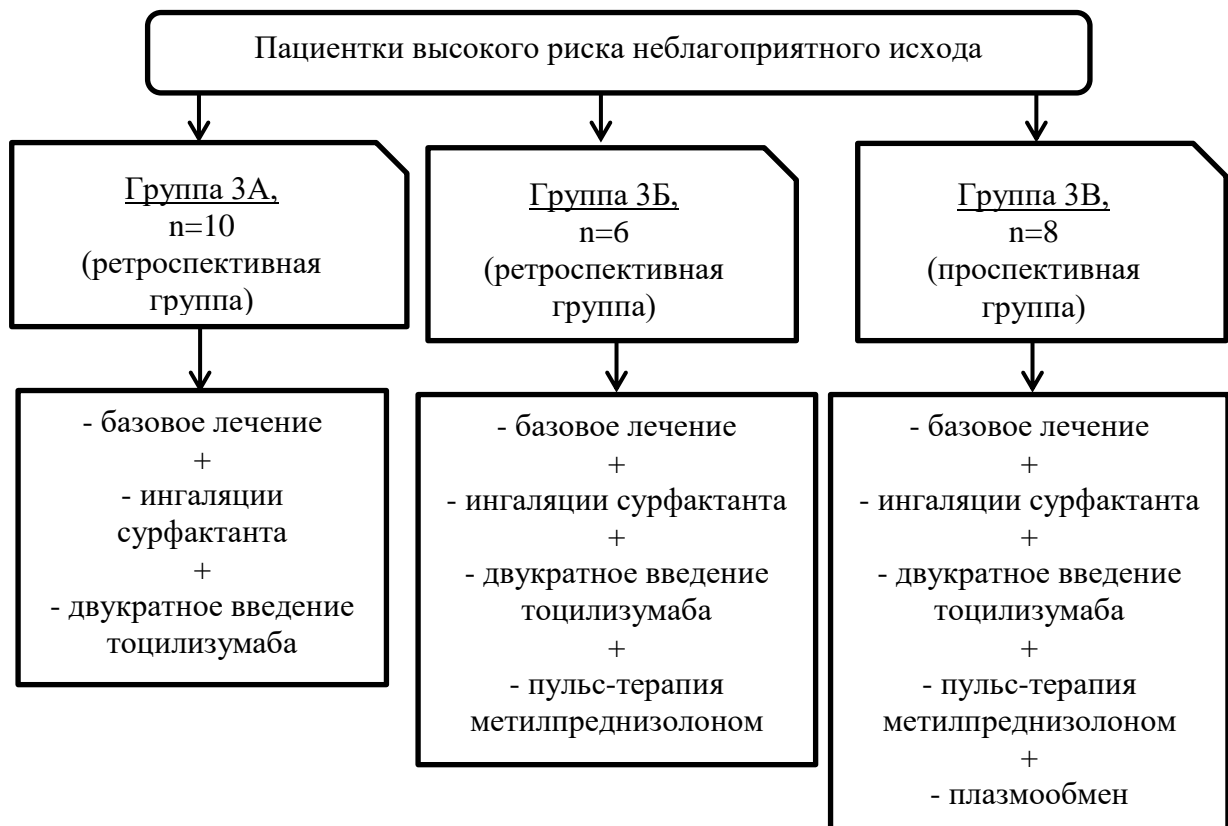 Пациентки высокого риска неблагоприятного исхода
Группа 3А,
n=10
(ретроспективная
группа)
Группа 3Б,
n=6
(ретроспективная
группа)
Группа 3В,
n=8
(проспективная
группа)
- базовое лечение
+
- ингаляции
сурфактанта
+
- двукратное введение
тоцилизумаба
- базовое лечение
+
- ингаляции сурфактанта
+
- двукратное введение
тоцилизумаба
+
- пульс-терапия
метилпреднизолоном
- базовое лечение
+
- ингаляции сурфактанта
+
- двукратное введение
тоцилизумаба
+
- пульс-терапия
метилпреднизолоном
+
- плазмообмен